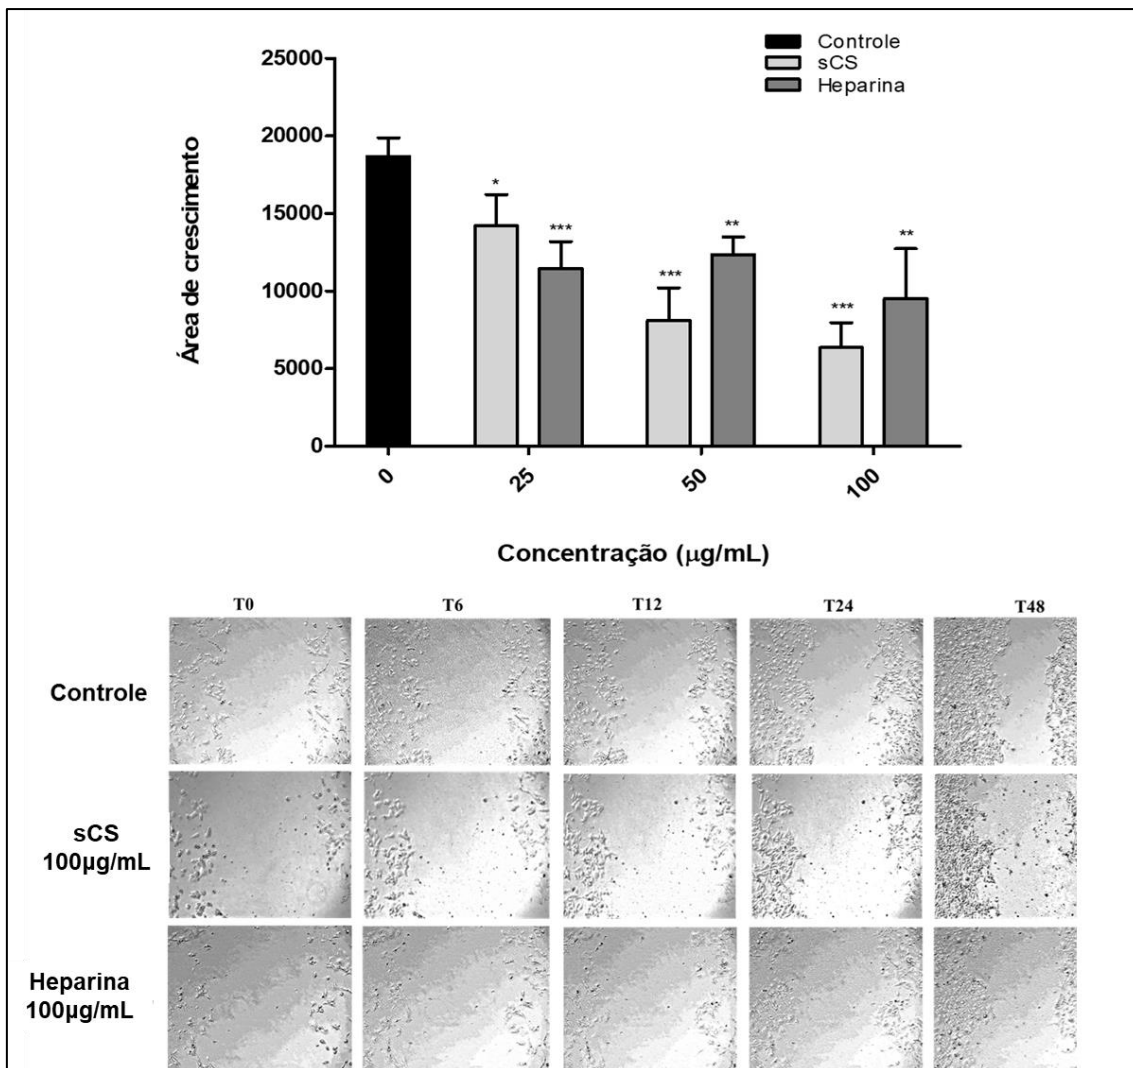 Controle
sCS
Heparina
25000
20000
15000
10000
5000
0
Área de crescimento
*
***
***
**
***
**
0
25
50
100
Concentração (μg/mL)
T0 T6 T12 T24 T48
Controle
sCS
100µg/mL
Heparina
100µg/mL